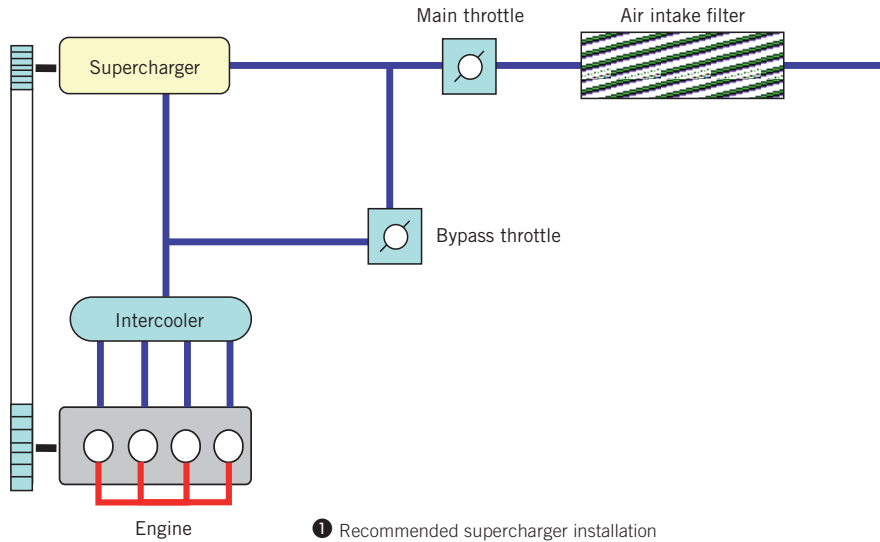 Main throttle
Air intake filter
Supercharger
Bypass throttle
Intercooler
Engine
❶ Recommended supercharger installation